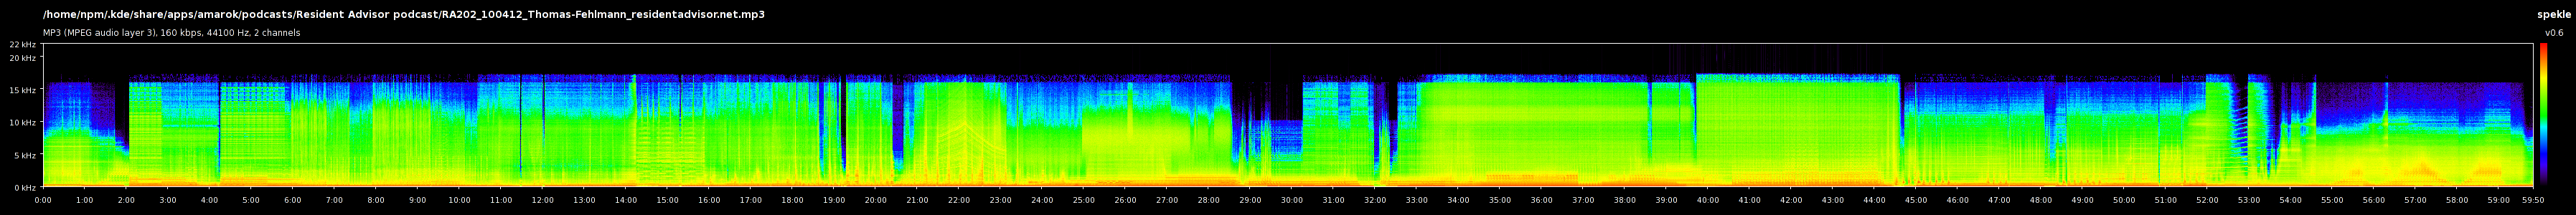 /home/npm/.kde/share/apps/amarok/podcasts/Resident Advisor podcast/RA202_100412_Thomas-Fehlmann_residentadvisor.net.mp3 spekle
MP3 (MPEG audio layer 3), 160 kbps, 44100 Hz, 2 channels v0.6
22 kHz
20 kHz
15 kHz
10 kHz
5 kHz
0 kHz
0:00 1:00 2:00 3:00 4:00 5:00 6:00 7:00 8:00 9:00 10:00 11:00 12:00 13:00 14:00 15:00 16:00 17:00 18:00 19:00 20:00 21:00 22:00 23:00 24:00 25:00 26:00 27:00 28:00 29:00 30:00 31:00 32:00 33:00 34:00 35:00 36:00 37:00 38:00 39:00 40:00 41:00 42:00 43:00 44:00 45:00 46:00 47:00 48:00 49:00 50:00 51:00 52:00 53:00 54:00 55:00 56:00 57:00 58:00 59:00 59:50